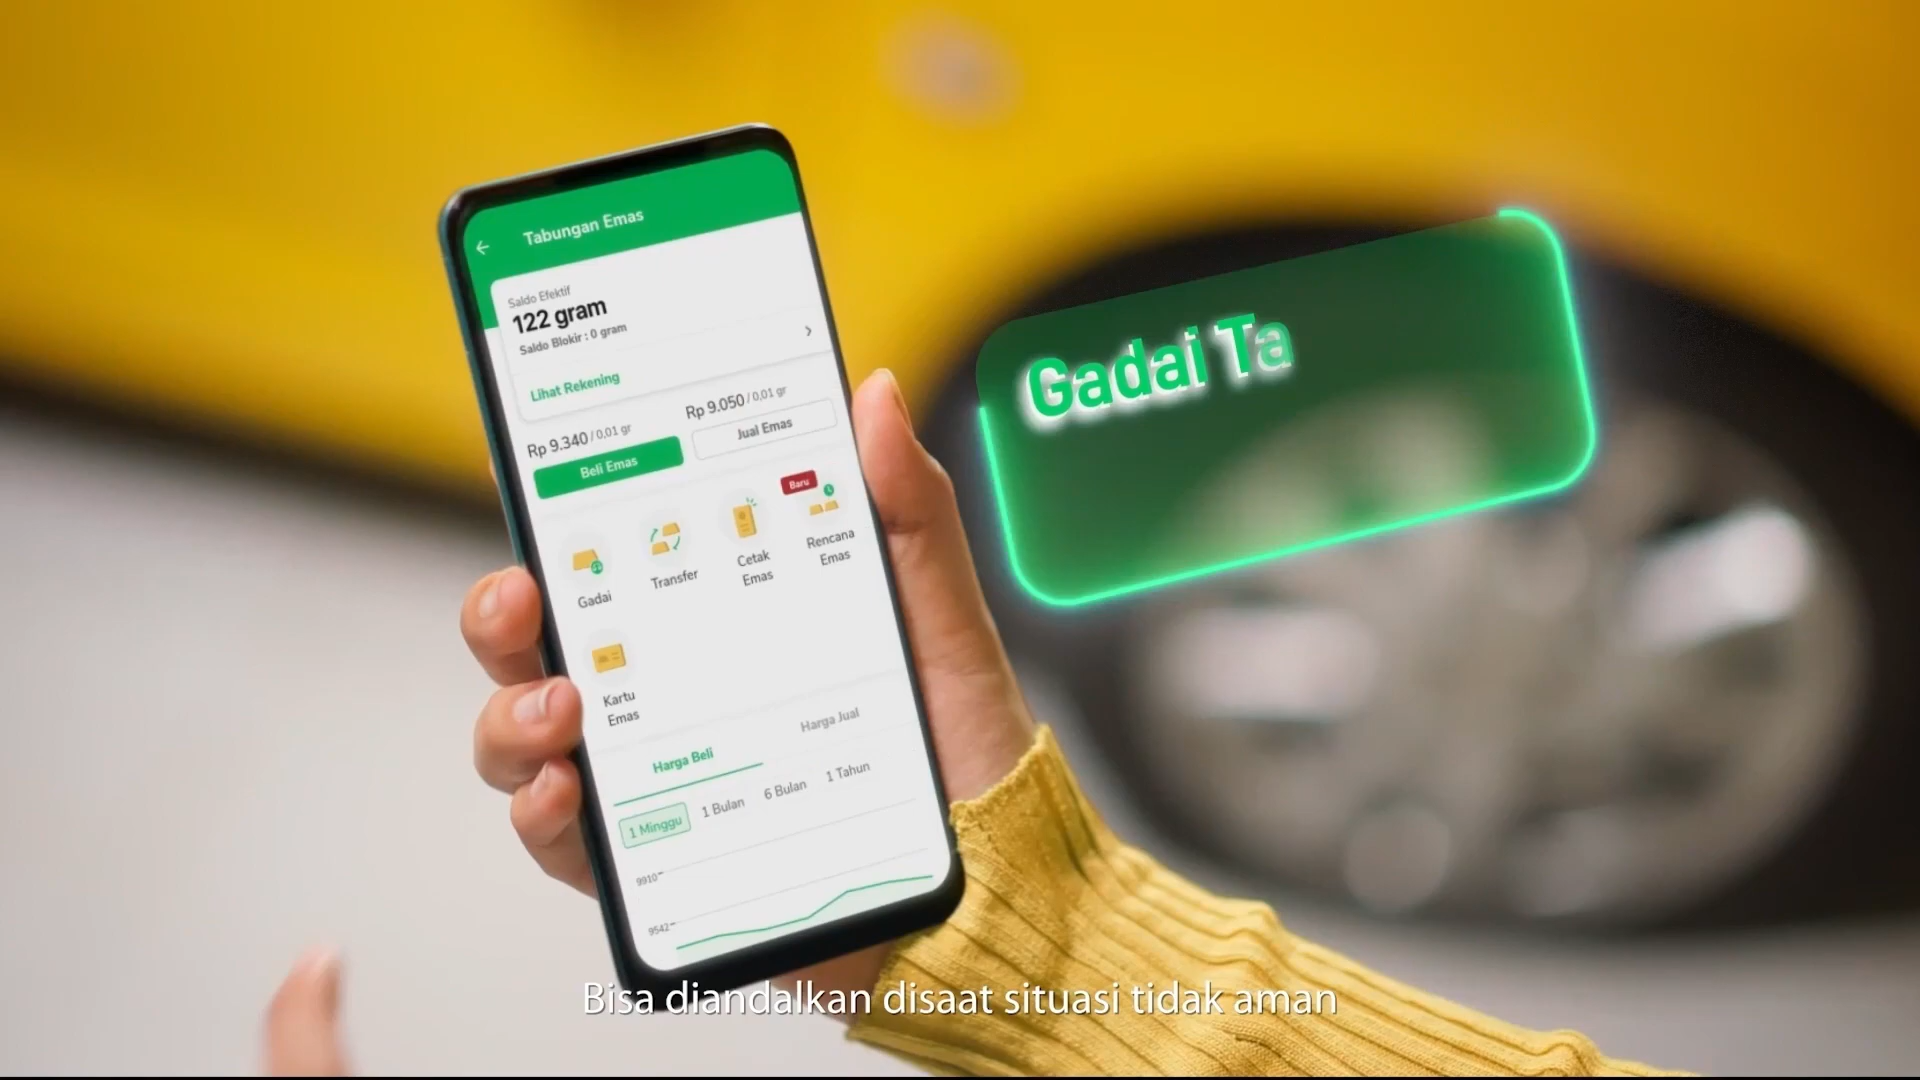 Tabungan Emas
Saldo Efektif
122 gram
Saldo Blokir : 0 gram
Lihat Rekening
Rp 9.340 / 0,01 gr
Beli Emas
Rp 9.050 / 0,01 gr
Jual Emas
Baru
Gadai
Transfer
Cetak
Emas
Rencana
Emas
Kartu
Emas
Harga Beli
Harga Jual
1 Minggu
1 Bulan
6 Bulan
1 Tahun
9910
9542
Gadai Ta
Bisa diandalkan disaat situasi tidak aman